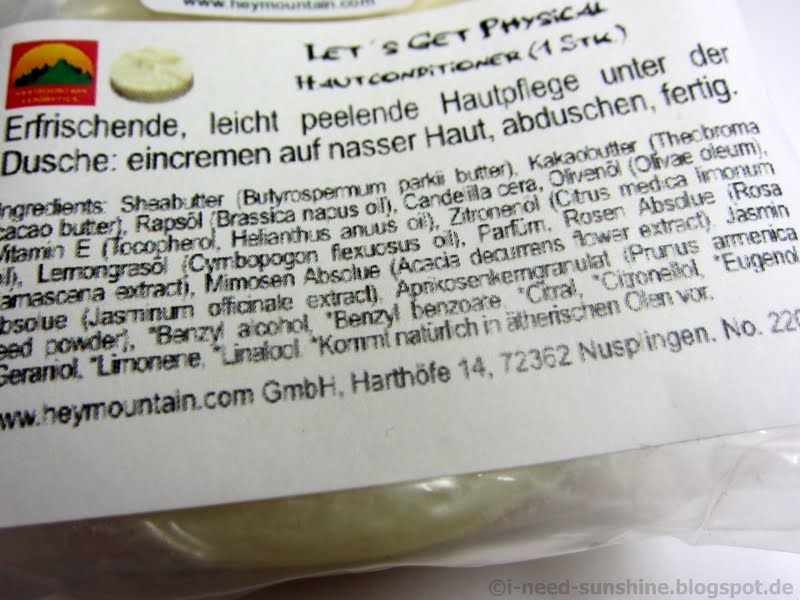 www.heymountain.com
Let´s Get Physical
Hautconditioner (1 Stk.)
Erfrischende, leicht peelende Hautpflege unter der
Dusche: eincremen auf nasser Haut, abduschen, fertig.
Ingredients: Sheabutter (Butyrospermum parkii butter), Kakaobutter (Theobroma
cacao butter), Rapsöl (Brassica napus oil), Candelilla cera, Olivenöl (Olivae oleum),
Vitamin E (Tocopherol, Helianthus anuus oil), Zitronenöl (Citrus medica limonum
oil), Lemongrasöl (Cymbopogon flexuosus oil), Parfüm, Rosen Absolue (Rosa
damascena extract), Mimosen Absolue (Acacia decurrens flower extract), Jasmin
Absolue (Jasminum officinale extract), Aprikosenkerngranulat (Prunus armenica
seed powder), *Benzyl alcohol, *Benzyl benzoate, *Citral, *Citronellol, *Eugenol,
Geraniol, *Limonene, *Linalool, *Kommt natürlich in ätherischen Ölen vor.
www.heymountain.com GmbH, Harthöfe 14, 72362 Nusplingen. No. 220
©i-need-sunshine.blogspot.de